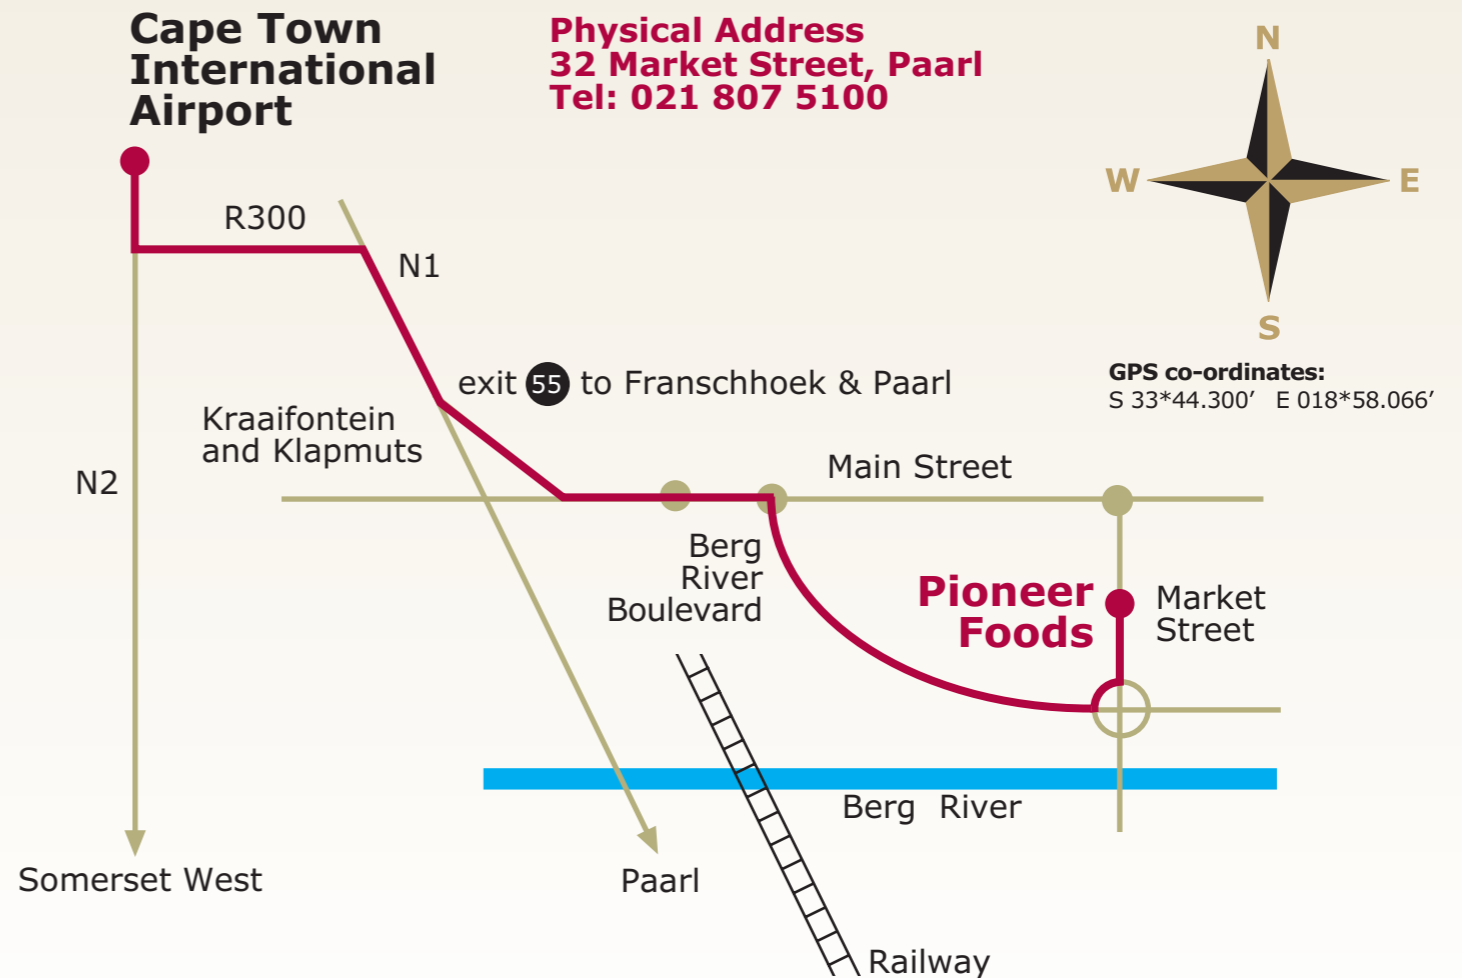 Cape Town
International
Airport
Physical Address
32 Market Street, Paarl
Tel: 021 807 5100
N
W
E
S
R300
N1
GPS co-ordinates:
S 33*44.300’ E 018*58.066’
exit 55 to Franschhoek & Paarl
Kraaifontein
and Klapmuts
N2
Main Street
Berg
River
Boulevard
Pioneer
Foods
Market
Street
Berg River
Somerset West
Paarl
Railway